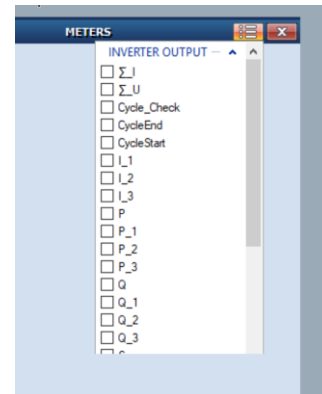 METERS
INVERTER OUTPUT
∑_I
∑_U
Cycle_Check
CycleEnd
CycleStart
I_1
I_2
I_3
P
P_1
P_2
P_3
Q
Q_1
Q_2
Q_3